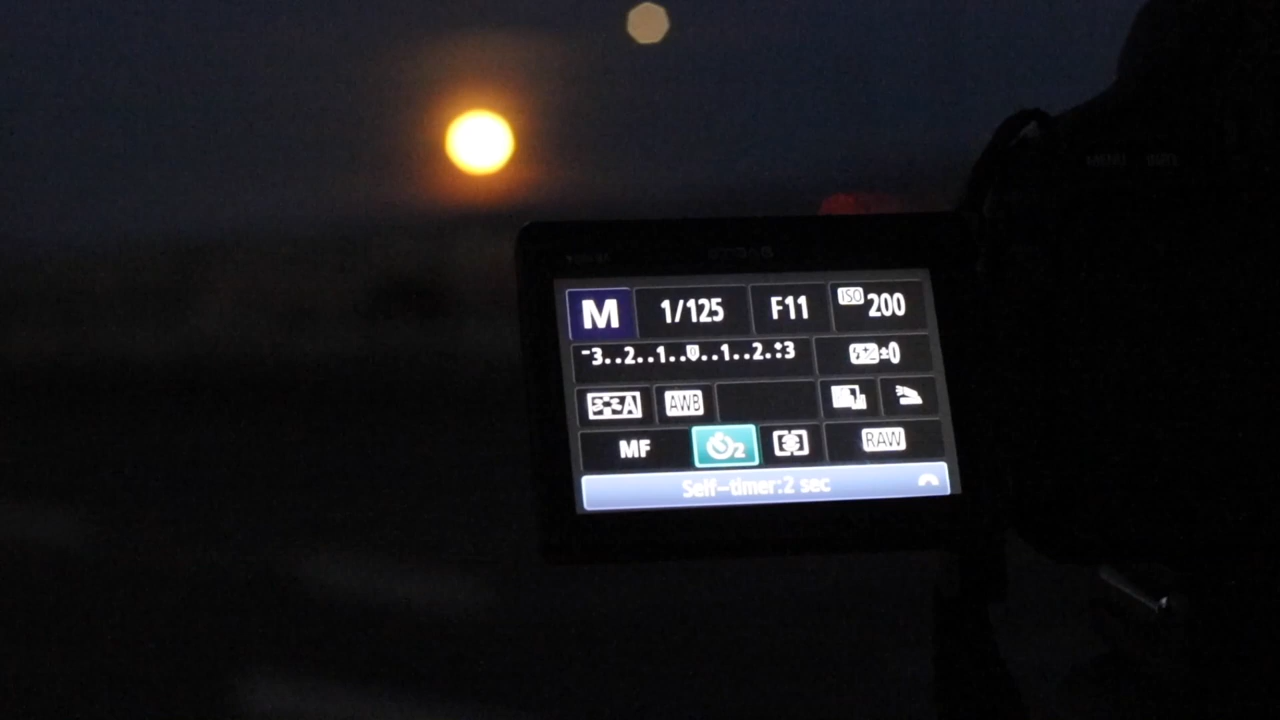 M 1/125 F11 ISO 200
-3..2..1..0..1..2.:3 ±0
A AWB
MF 2 RAW
Self-timer:2 sec